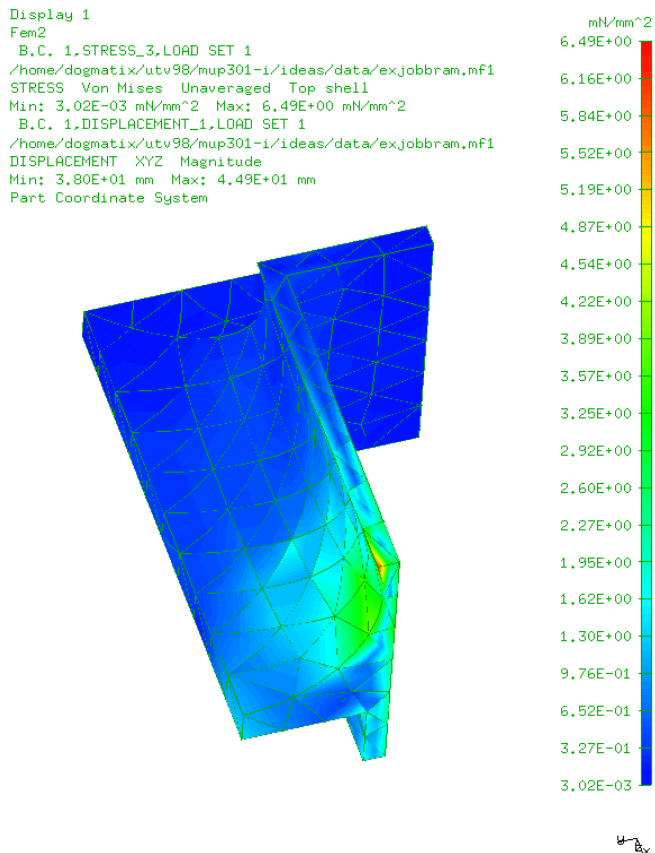 Display 1
Fem2
B.C. 1,STRESS_3,LOAD SET 1
/home/dogmatix/utv98/mup301-i/ideas/data/exjobbram.mf1
STRESS Von Mises Unaveraged Top shell
Min: 3.02E-03 mN/mm^2 Max: 6.49E+00 mN/mm^2
B.C. 1,DISPLACEMENT_1,LOAD SET 1
/home/dogmatix/utv98/mup301-i/ideas/data/exjobbram.mf1
DISPLACEMENT XYZ Magnitude
Min: 3.80E+01 mm Max: 4.49E+01 mm
Part Coordinate System
mN/mm^2
6.49E+00
6.16E+00
5.84E+00
5.52E+00
5.19E+00
4.87E+00
4.54E+00
4.22E+00
3.89E+00
3.57E+00
3.25E+00
2.92E+00
2.60E+00
2.27E+00
1.95E+00
1.62E+00
1.30E+00
9.76E-01
6.52E-01
3.27E-01
3.02E-03